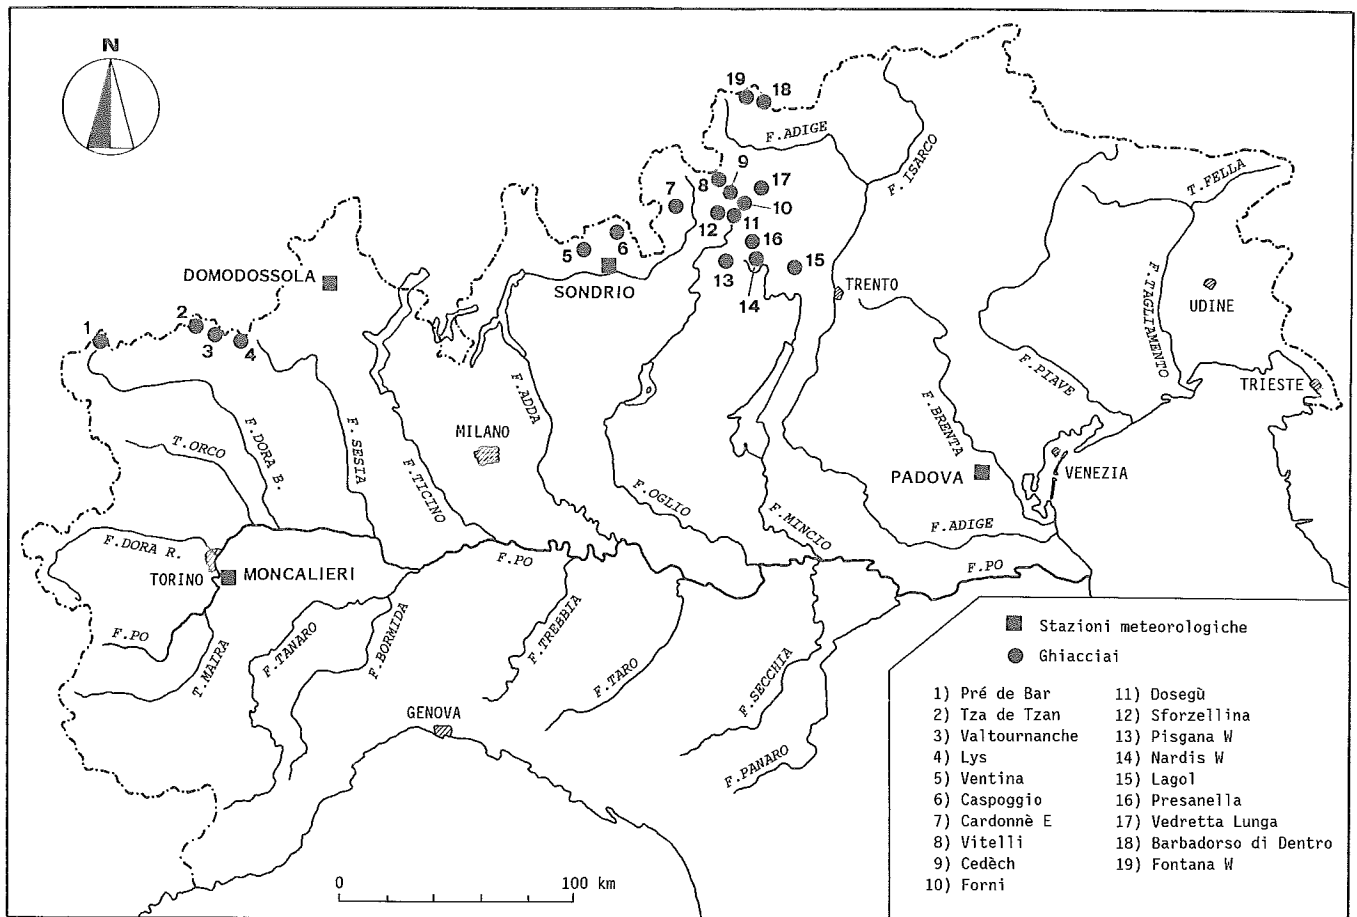 N
19
18
F.ADIGE
F. ISARCO
9
8
17
7
10
11
12
T.FELLA
6
5
16
13
15
14
DOMODOSSOLA
SONDRIO
TRENTO
F.TAGLIAMENTO
UDINE
2
1
3
4
F.PIAVE
TRIESTE
F.ADDA
F.BRENTA
MILANO
F. SESIA
F.DORA B.
T.ORCO
F.TICINO
PADOVA
VENEZIA
F.OGLIO
F.MINCIO
F.ADIGE
F.DORA R.
F.PO
F.PO
TORINO
MONCALIERI
F.PO
T.MAIRA
F.TANARO
F.BORMIDA
F.TREBBIA
F.TARO
F.SECCHIA
F.PANARO
GENOVA
0 100 km
Stazioni meteorologiche
Ghiacciai
1) Pré de Bar
2) Tza de Tzan
3) Valtournanche
4) Lys
5) Ventina
6) Caspoggio
7) Cardonnè E
8) Vitelli
9) Cedèch
10) Forni
11) Dosegù
12) Sforzellina
13) Pisgana W
14) Nardis W
15) Lagol
16) Presanella
17) Vedretta Lunga
18) Barbadorso di Dentro
19) Fontana W